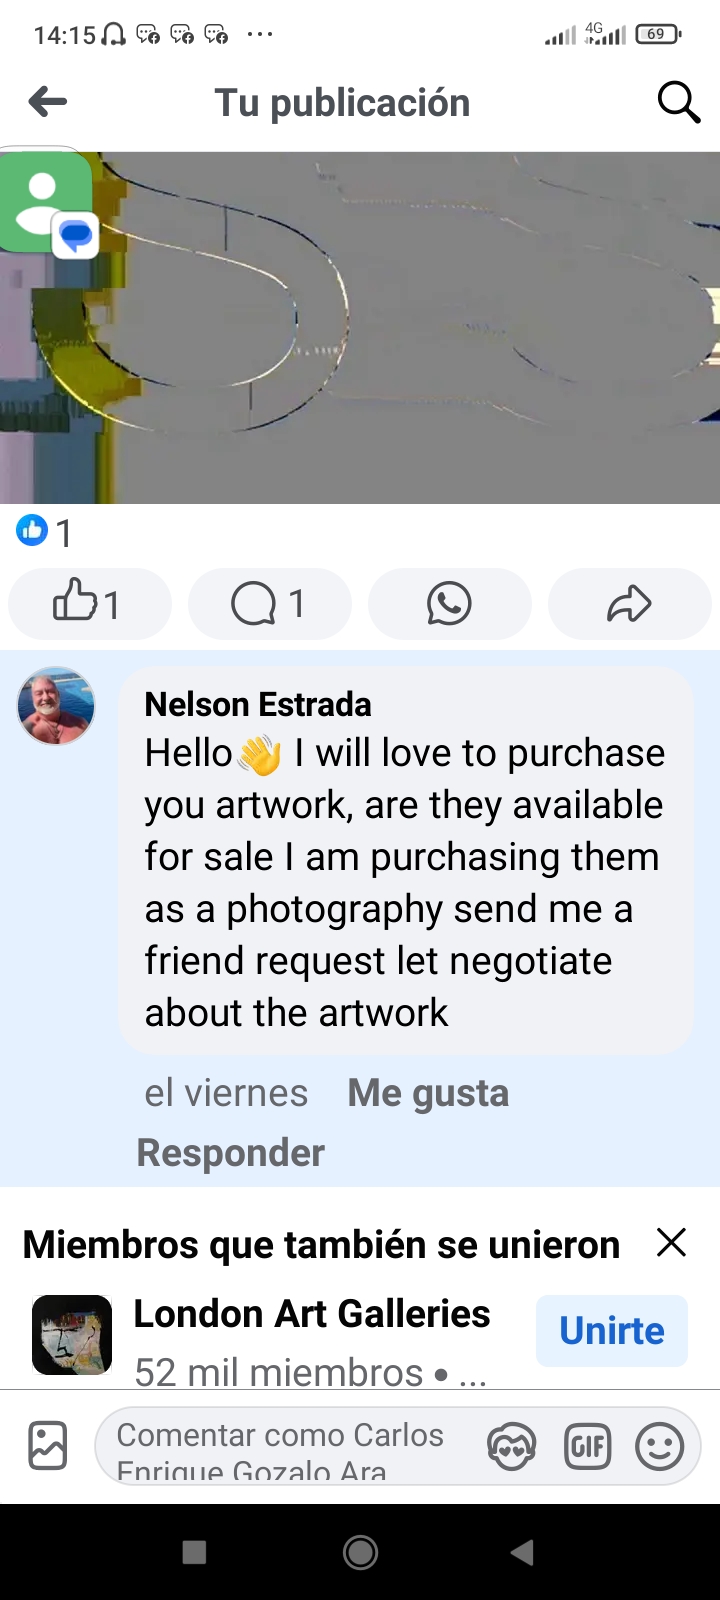 14:15 ... 4G 69
Tu publicación
1
1 1
Nelson Estrada
Hello👋 I will love to purchase
you artwork, are they available
for sale I am purchasing them
as a photography send me a
friend request let negotiate
about the artwork
el viernes Me gusta
Responder
Miembros que también se unieron
London Art Galleries
Unirte
52 mil miembros • ...
Comentar como Carlos
Enrique Gozalo Ara
GIF